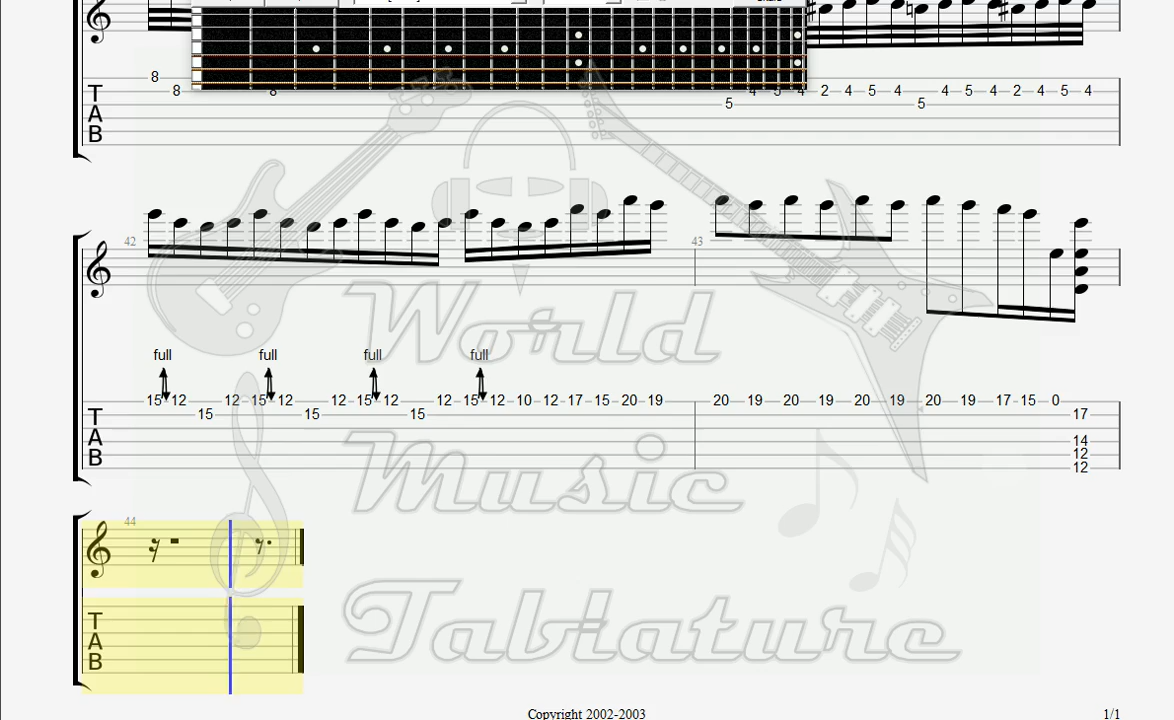 8
8 8 5 4 5 4 2 4 5 4 5 4 5 4 2 4 5 4
T
A
B
42 43
World
full full full full
15 12 15 12 15 12 15 12 15 12 15 12 15 12 10 12 17 15 20 19 20 19 20 19 20 19 20 19 17 15 0
17
14
12
12
T
A
B
Music
44
T
A
B
Tablature
Copyright 2002-2003 1/1